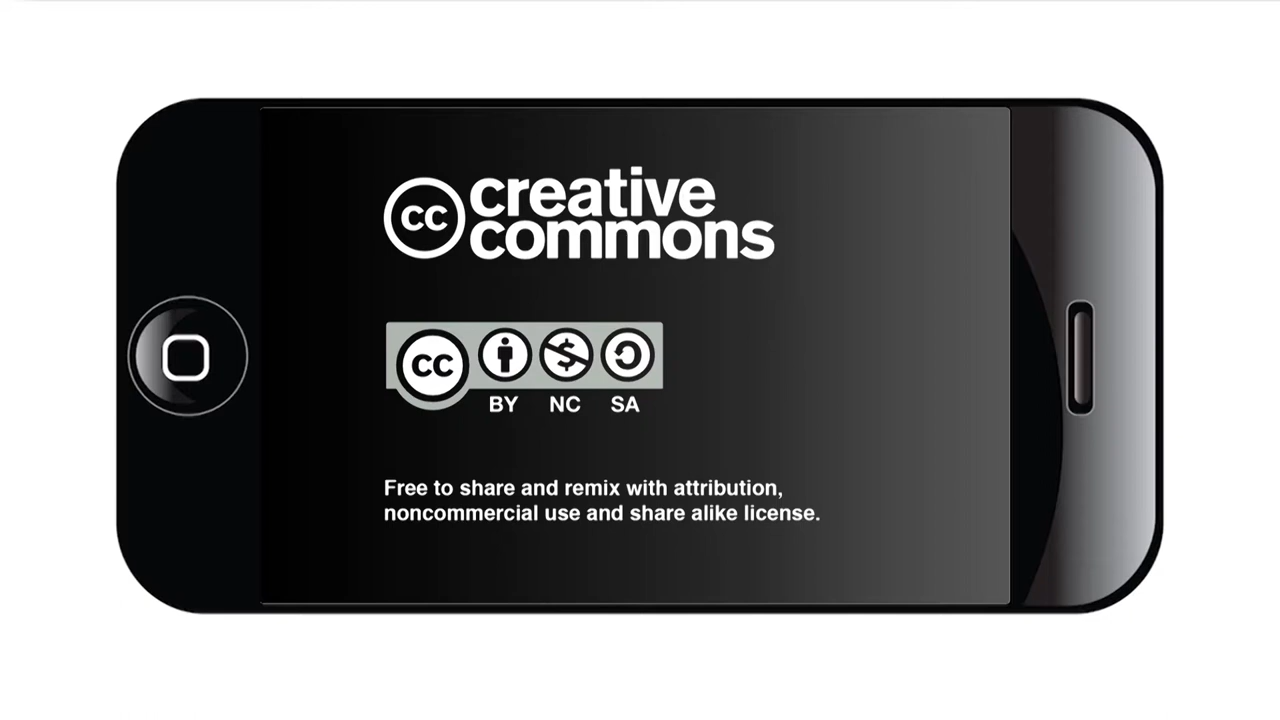 cc creative
commons
cc
BY NC SA
Free to share and remix with attribution,
noncommercial use and share alike license.